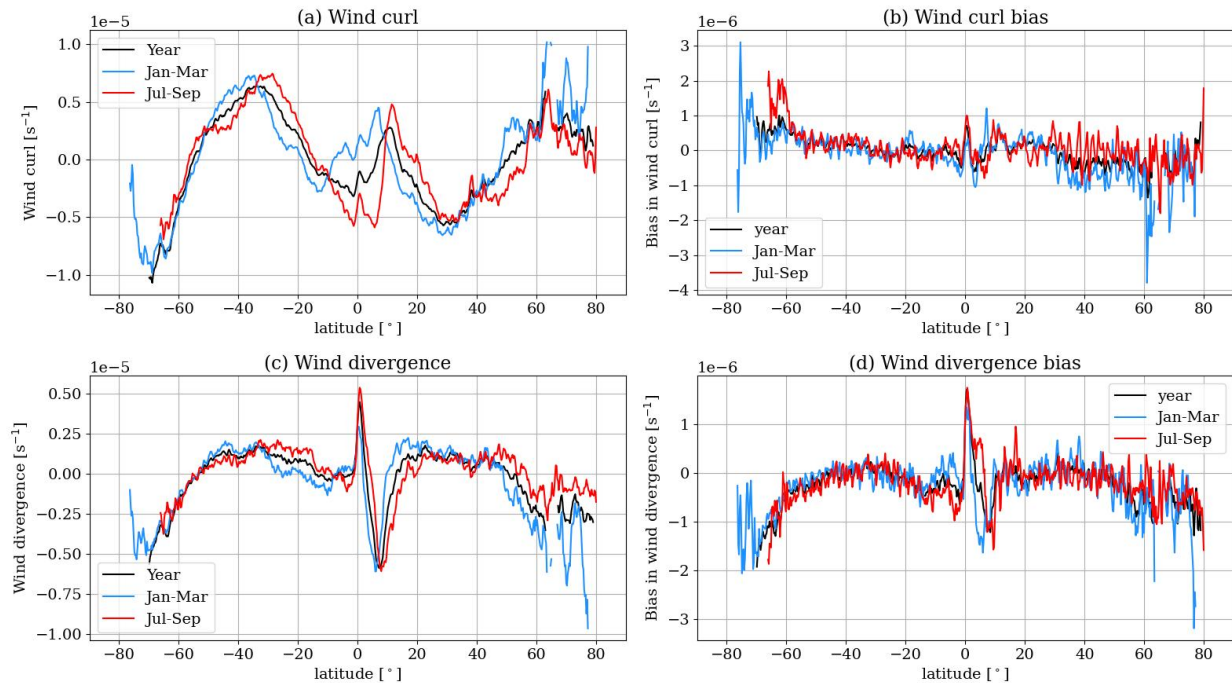 (a) Wind curl
1e−5
1.0
0.5
0.0
−0.5
−1.0
Wind curl [s⁻¹]
Year
Jan-Mar
Jul-Sep
−80 −60 −40 −20 0 20 40 60 80
latitude [°]
(b) Wind curl bias
1e−6
3
2
1
0
−1
−2
−3
−4
Bias in wind curl [s⁻¹]
year
Jan-Mar
Jul-Sep
−80 −60 −40 −20 0 20 40 60 80
latitude [°]
(c) Wind divergence
1e−5
0.50
0.25
0.00
−0.25
−0.50
−0.75
−1.00
Wind divergence [s⁻¹]
Year
Jan-Mar
Jul-Sep
−80 −60 −40 −20 0 20 40 60 80
latitude [°]
(d) Wind divergence bias
1e−6
1
0
−1
−2
−3
Bias in wind divergence [s⁻¹]
year
Jan-Mar
Jul-Sep
−80 −60 −40 −20 0 20 40 60 80
latitude [°]